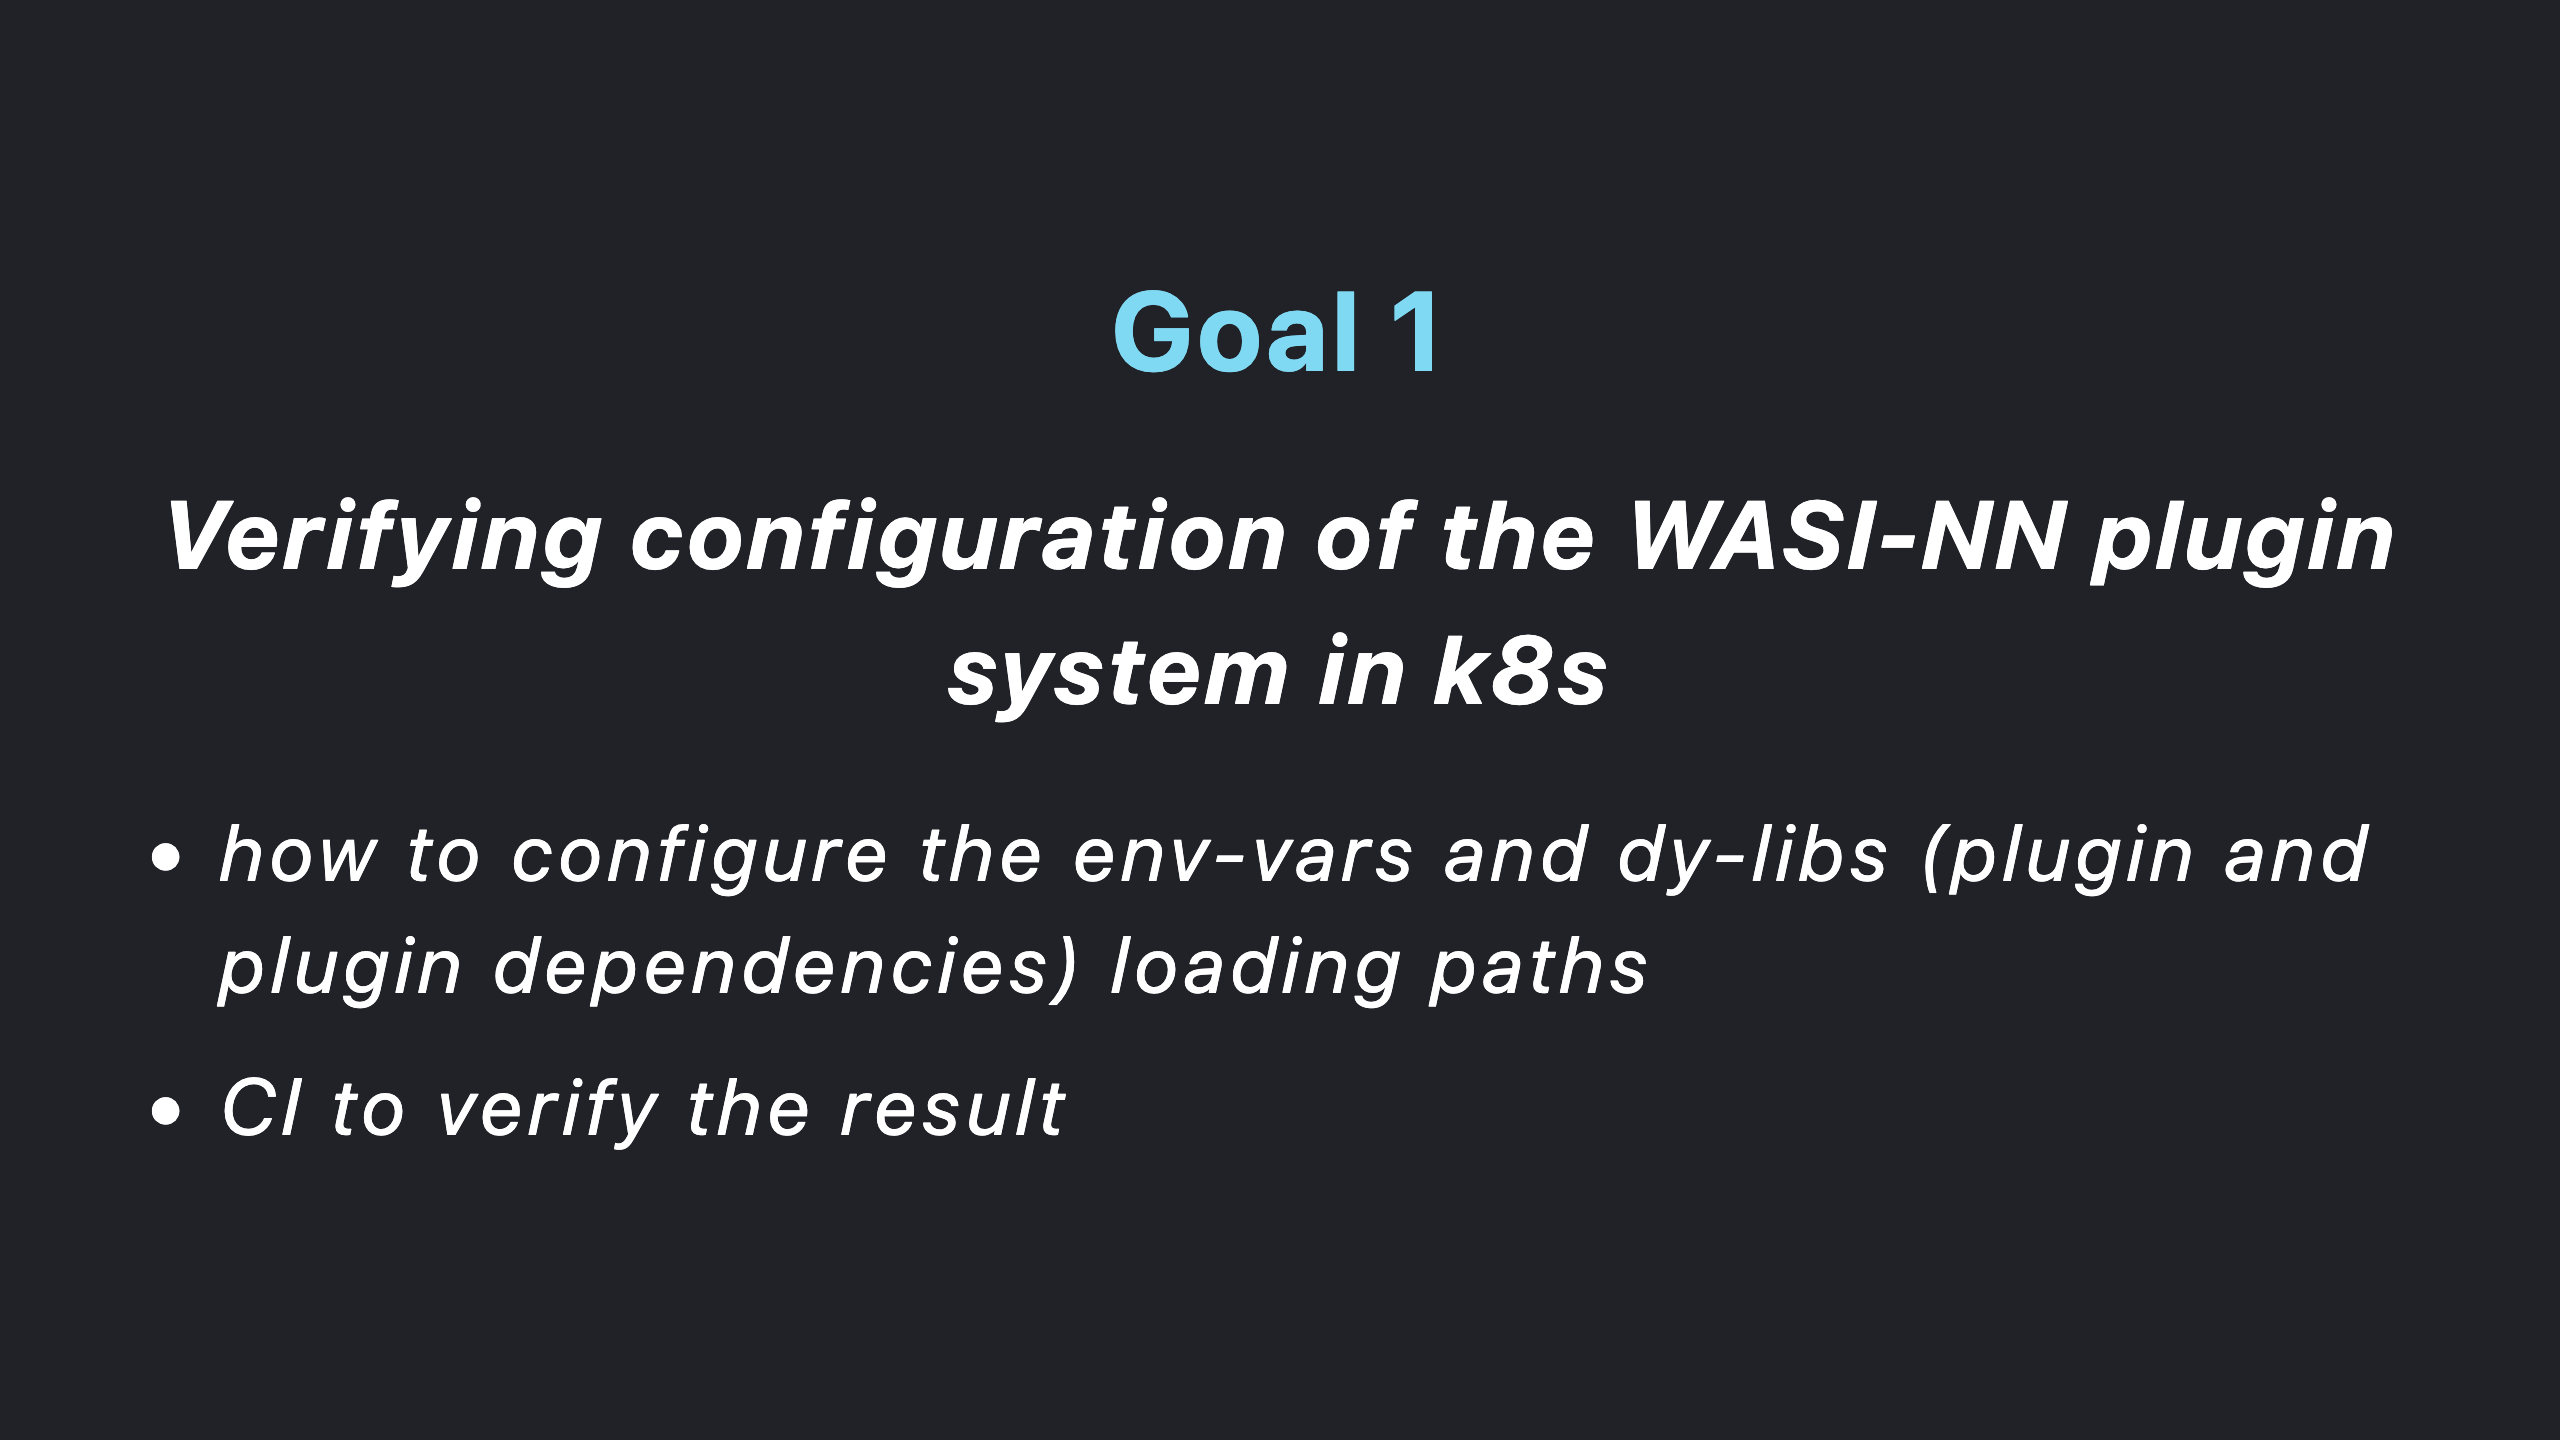 Goal 1
Verifying configuration of the WASI-NN plugin
system in k8s
• how to configure the env-vars and dy-libs (plugin and
plugin dependencies) loading paths
• CI to verify the result